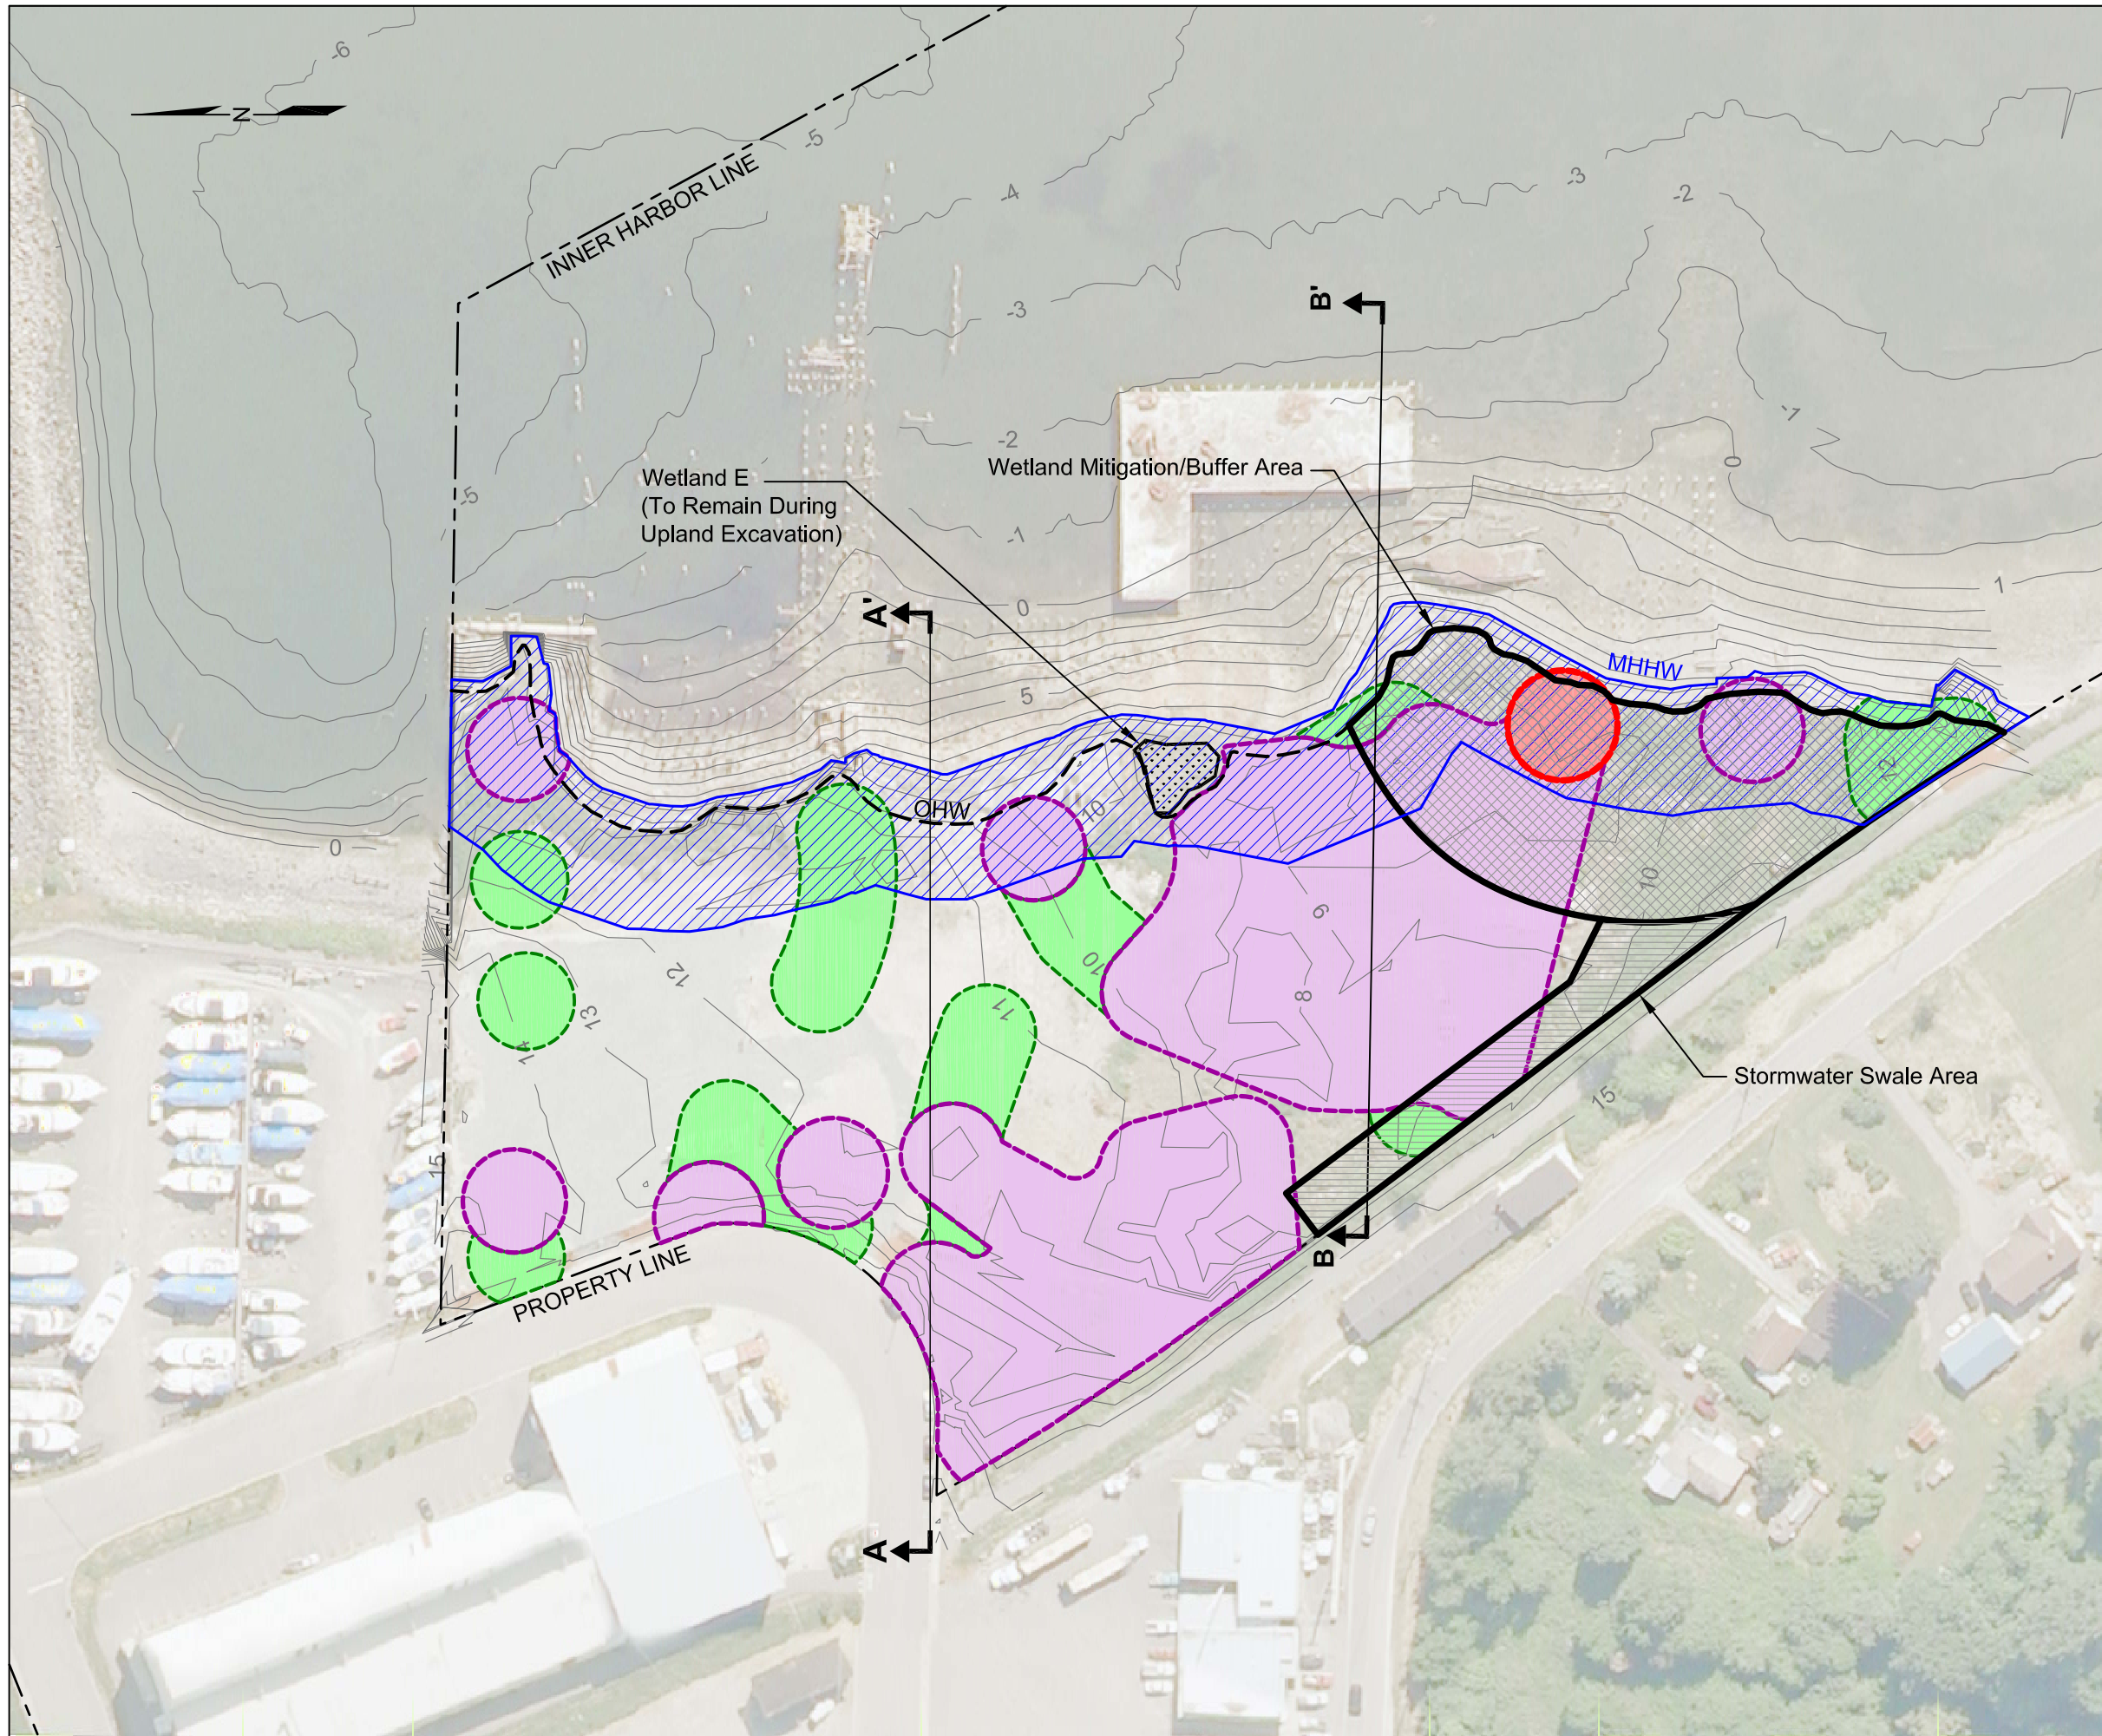 -6
N
-5
INNER HARBOR LINE
-4
-3
-2
-3
B'
-1
-2
0
Wetland E
(To Remain During
Upland Excavation)
Wetland Mitigation/Buffer Area
-5
-1
1
A'
0
MHHW
5
OHW
10
12
0
10
9
12
10
8
11
13
14
Stormwater Swale Area
15
15
B
PROPERTY LINE
A